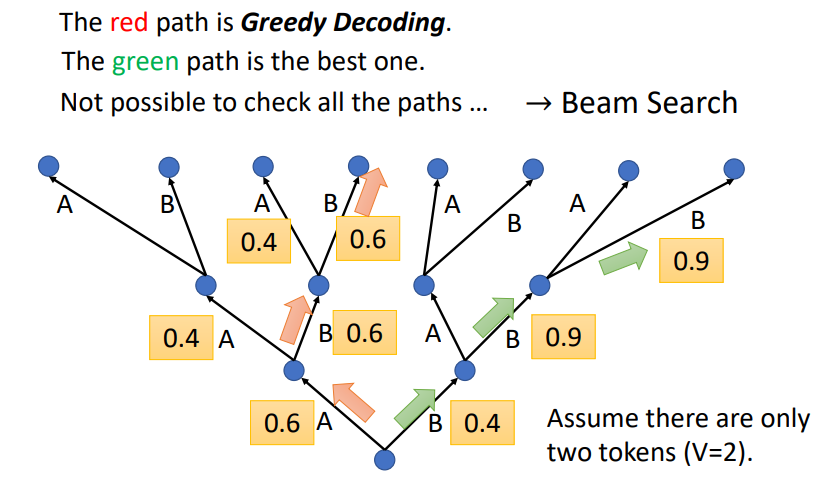 The red path is Greedy Decoding.
The green path is the best one.
Not possible to check all the paths ... → Beam Search
A B A B A B A B
0.4 0.6 0.9
0.4 A B 0.6 A B 0.9
0.6 A B 0.4
Assume there are only
two tokens (V=2).